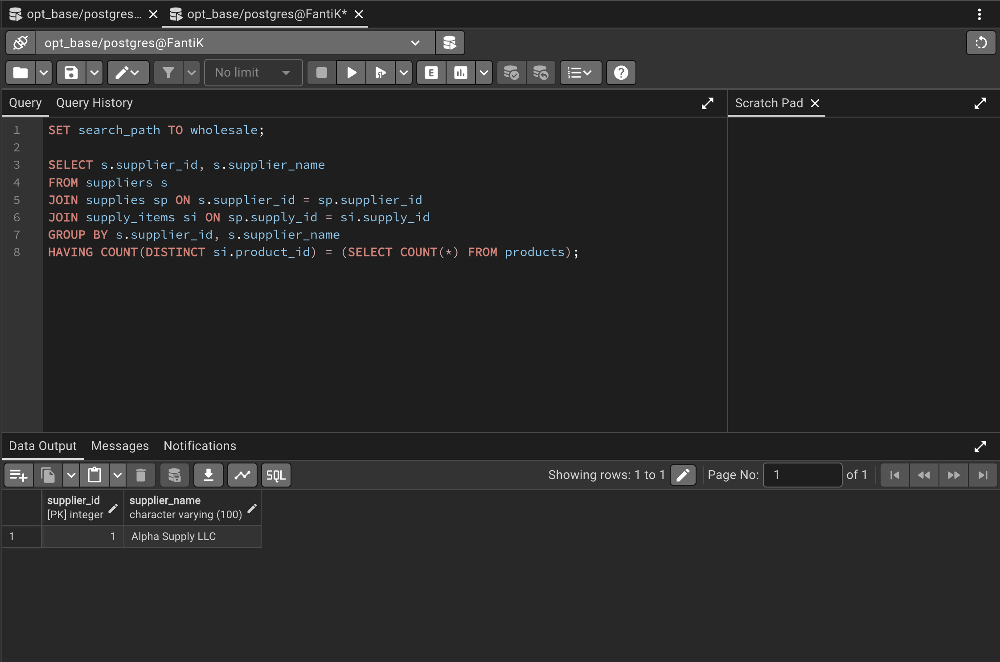 opt_base/postgres... opt_base/postgres@FantiK*
opt_base/postgres@FantiK
No limit
Query Query History Scratch Pad
1 SET search_path TO wholesale;
2
3 SELECT s.supplier_id, s.supplier_name
4 FROM suppliers s
5 JOIN supplies sp ON s.supplier_id = sp.supplier_id
6 JOIN supply_items si ON sp.supply_id = si.supply_id
7 GROUP BY s.supplier_id, s.supplier_name
8 HAVING COUNT(DISTINCT si.product_id) = (SELECT COUNT(*) FROM products);
Data Output Messages Notifications
SQL Showing rows: 1 to 1 Page No: 1 of 1
supplier_id supplier_name
[PK] integer character varying (100)
1 1 Alpha Supply LLC